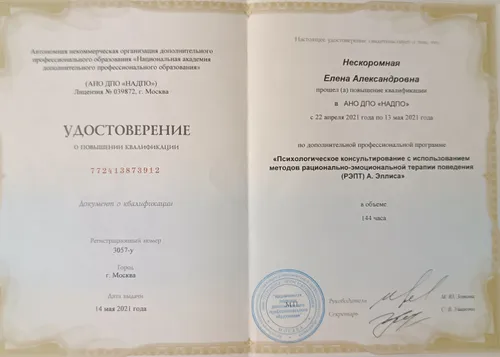 Автономная некоммерческая организация дополнительного
профессионального образования «Национальная академия
дополнительного профессионального образования»
(АНО ДПО «НАДПО»)
Лицензия № 039872, г. Москва
УДОСТОВЕРЕНИЕ
О ПОВЫШЕНИИ КВАЛИФИКАЦИИ
772413873912
Документ о квалификации
Регистрационный номер
3057-у
Город
г. Москва
Дата выдачи
14 мая 2021 года
Настоящее удостоверение свидетельствует о том, что
Нескоромная
Елена Александровна
прошел (а) повышение квалификации
в АНО ДПО «НАДПО»
с 22 апреля 2021 года по 13 мая 2021 года
по дополнительной профессиональной программе
«Психологическое консультирование с использованием
методов рационально-эмоциональной терапии поведения
(РЭПТ) А. Эллиса»
в объеме
144 часа
М.П.
Руководитель
Секретарь